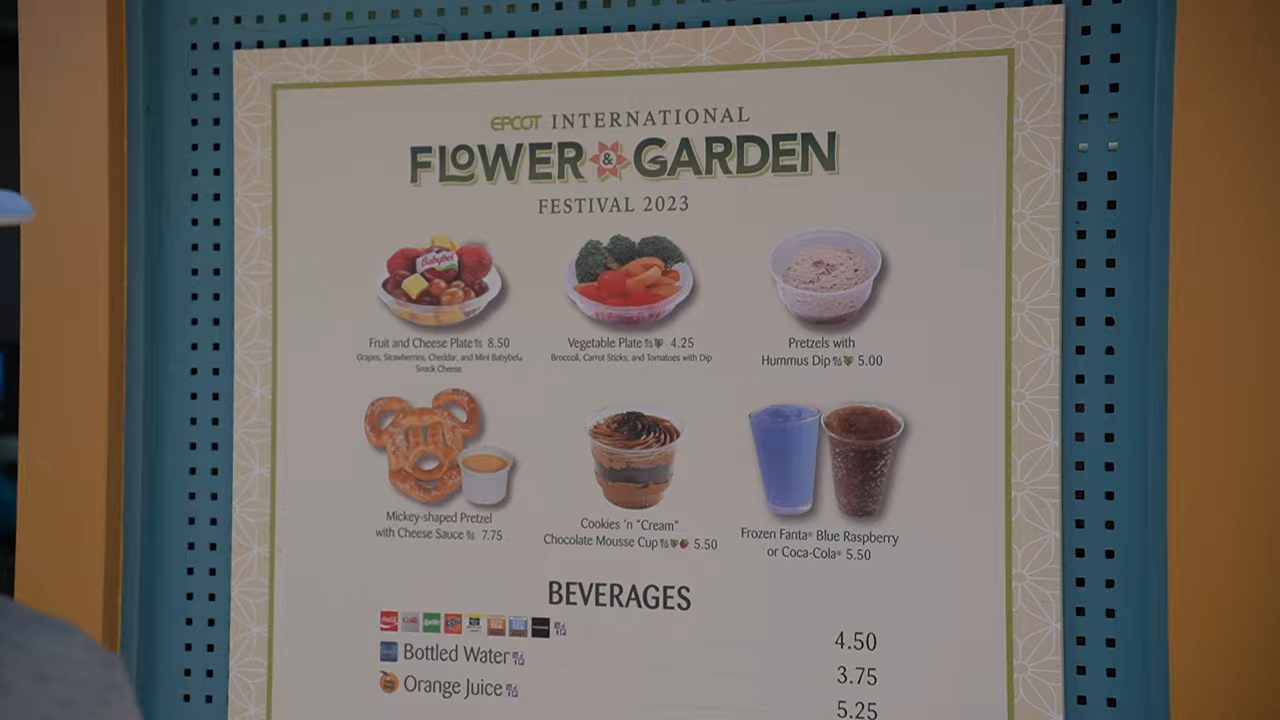 EPCOT INTERNATIONAL
FLOWER & GARDEN
FESTIVAL 2023
Babybel
Fruit and Cheese Plate 8.50
Grapes, Strawberries, Cheddar, and Mini Babybel®
Snack Cheese
Vegetable Plate 4.25
Broccoli, Carrot Sticks, and Tomatoes with Dip
Pretzels with
Hummus Dip 5.00
Mickey-shaped Pretzel
with Cheese Sauce 7.75
Cookies 'n "Cream"
Chocolate Mousse Cup 5.50
Frozen Fanta® Blue Raspberry
or Coca-Cola® 5.50
BEVERAGES
4.50
Bottled Water 3.75
Orange Juice 5.25